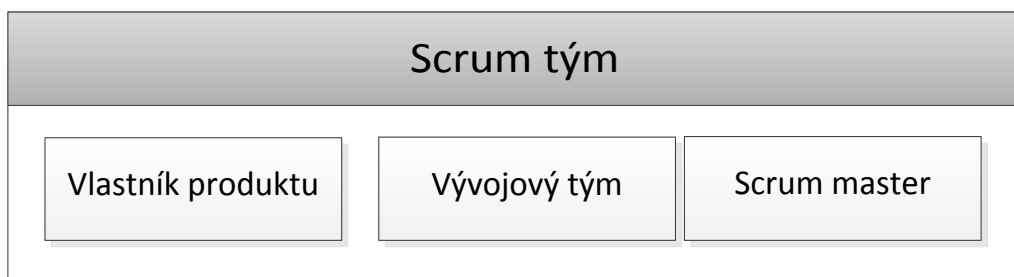 Scrum tým
Vlastník produktu
Vývojový tým
Scrum master